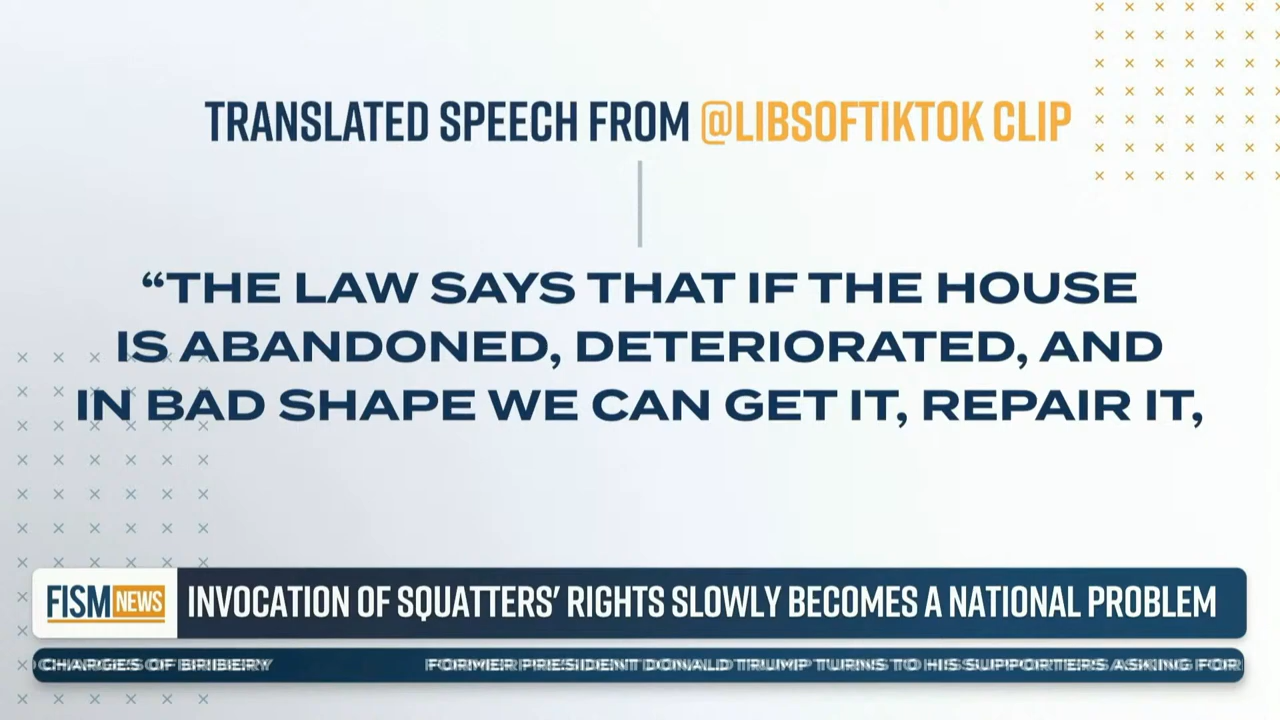 TRANSLATED SPEECH FROM @LIBSOFTIKTOK CLIP
“THE LAW SAYS THAT IF THE HOUSE
IS ABANDONED, DETERIORATED, AND
IN BAD SHAPE WE CAN GET IT, REPAIR IT,
FISM NEWS
INVOCATION OF SQUATTERS’ RIGHTS SLOWLY BECOMES A NATIONAL PROBLEM
CHARGES OF BRIBERY FORMER PRESIDENT DONALD TRUMP TURNS TO HIS SUPPORTERS ASKING FOR